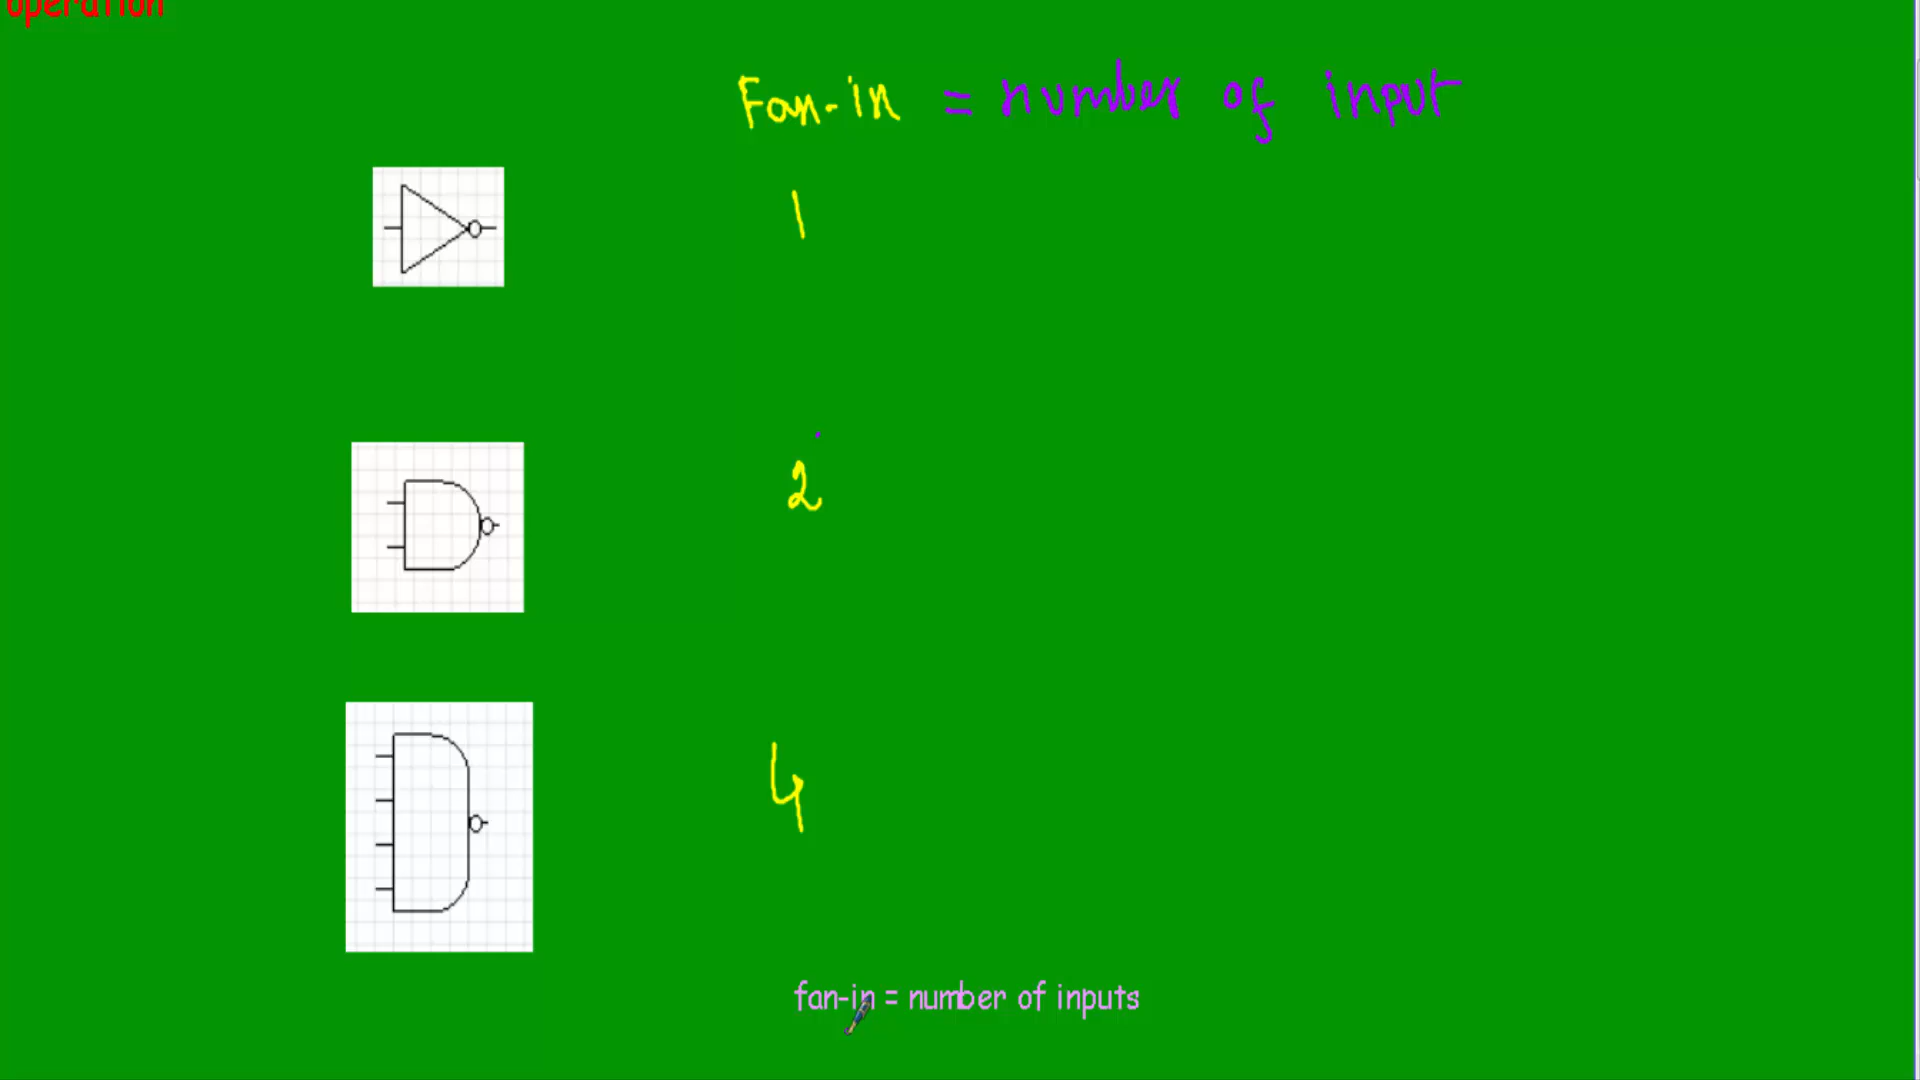 operation
Fan-in = number of input
1
2
4
fan-in = number of inputs